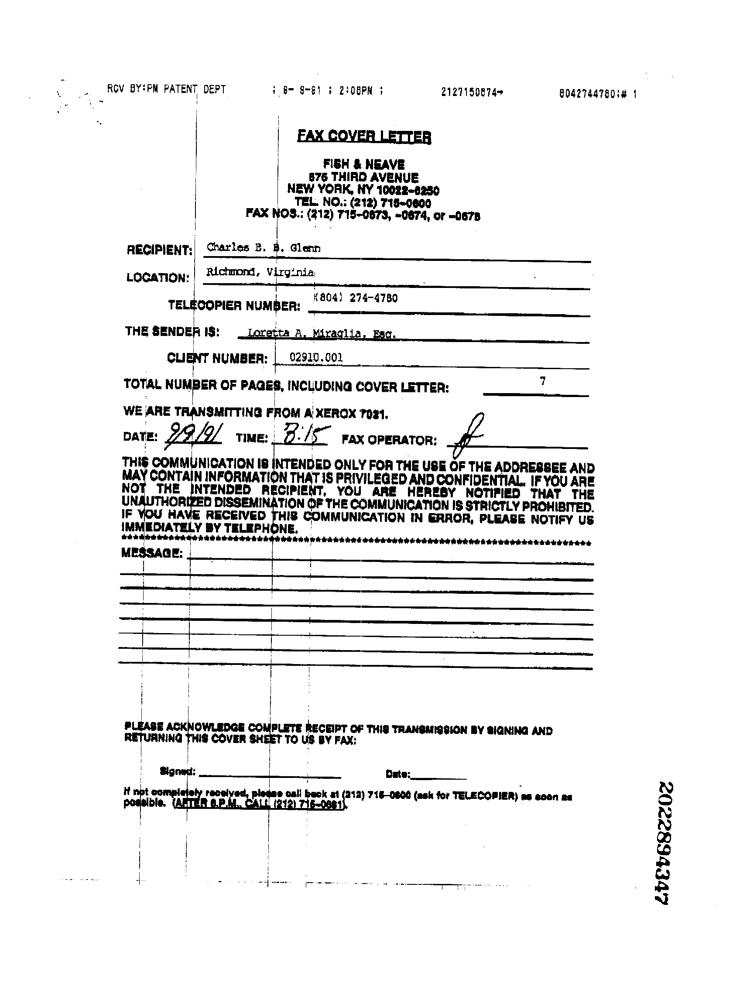 RCV BY:PM PATENT DEPT ; 8- 9-91 ; 2:08PM ; 2127150674→ 8042744780;# 1
FAX COVER LETTER
FISH & NEAVE
875 THIRD AVENUE
NEW YORK, NY 10022-6250
TEL. NO.: (212) 715-0600
FAX NOS.: (212) 715-0673, -0674, or -0678
RECIPIENT: Charles E. B. Glenn
LOCATION: Richmond, Virginia
TELECOPIER NUMBER: (804) 274-4780
THE SENDER IS: Loretta A. Miraglia, Esq.
CLIENT NUMBER: 02910.001
TOTAL NUMBER OF PAGES, INCLUDING COVER LETTER: 7
WE ARE TRANSMITTING FROM A XEROX 7021.
DATE: 9/9/91 TIME: 3:15 FAX OPERATOR:
THIS COMMUNICATION IS INTENDED ONLY FOR THE USE OF THE ADDRESSEE AND
MAY CONTAIN INFORMATION THAT IS PRIVILEGED AND CONFIDENTIAL. IF YOU ARE
NOT THE INTENDED RECIPIENT, YOU ARE HEREBY NOTIFIED THAT THE
UNAUTHORIZED DISSEMINATION OF THE COMMUNICATION IS STRICTLY PROHIBITED.
IF YOU HAVE RECEIVED THIS COMMUNICATION IN ERROR, PLEASE NOTIFY US
IMMEDIATELY BY TELEPHONE.
MESSAGE:
PLEASE ACKNOWLEDGE COMPLETE RECEIPT OF THIS TRANSMISSION BY SIGNING AND
RETURNING THIS COVER SHEET TO US BY FAX:
Signed: Date:
If not completely received, please call back at (212) 715-0600 (ask for TELECOPIER) as soon as
possible. (AFTER 6 P.M., CALL (212) 715-0681).
2022894347